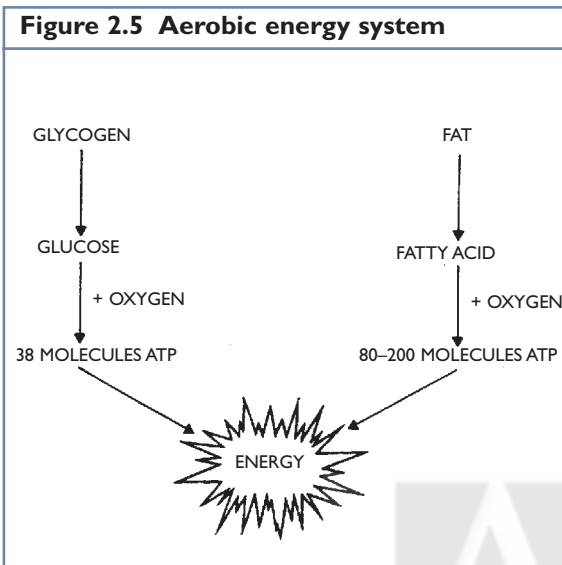 Figure 2.5 Aerobic energy system
GLYCOGEN
FAT
GLUCOSE
FATTY ACID
+ OXYGEN
+ OXYGEN
38 MOLECULES ATP
80–200 MOLECULES ATP
ENERGY